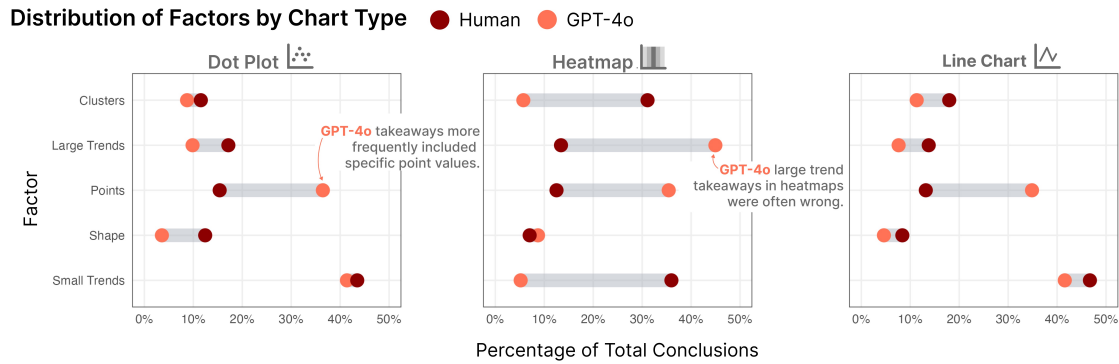 Distribution of Factors by Chart Type Human GPT-4o
Dot Plot Heatmap Line Chart
Factor
Clusters
Large Trends
Points
Shape
Small Trends
GPT-4o takeaways more
frequently included
specific point values.
GPT-4o large trend
takeaways in heatmaps
were often wrong.
0% 10% 20% 30% 40% 50% 0% 10% 20% 30% 40% 50% 0% 10% 20% 30% 40% 50%
Percentage of Total Conclusions